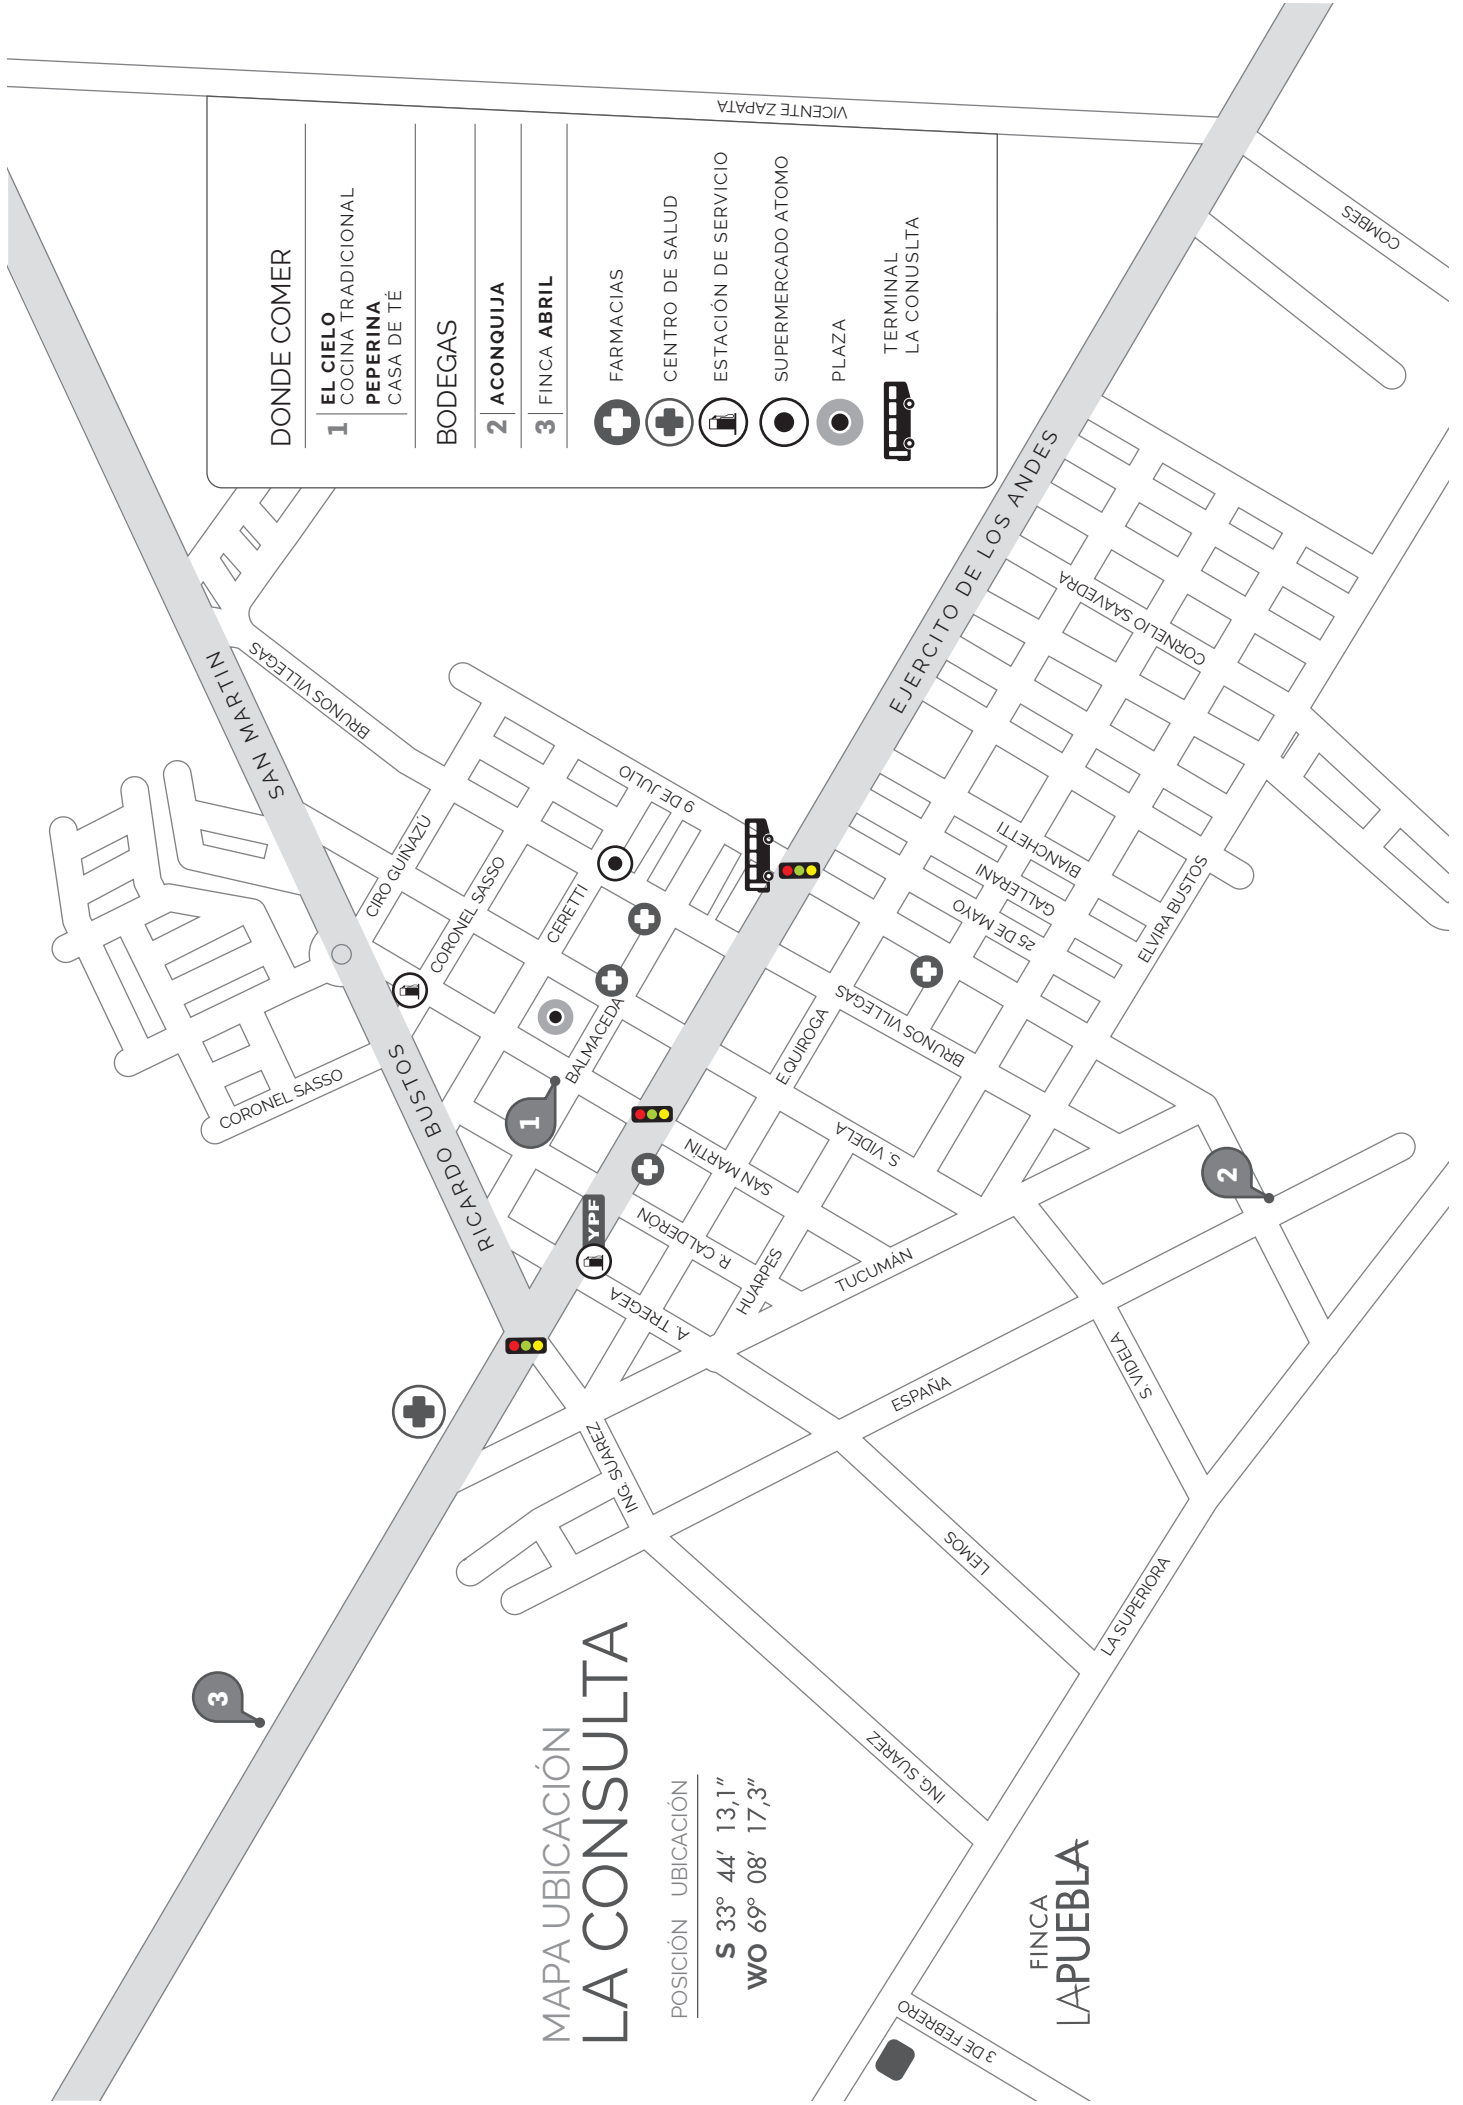 MAPA UBICACIÓN
LA CONSULTA
POSICIÓN UBICACIÓN
S 33° 44' 13,1"
WO 69° 08' 17,3"
FINCA
LAPUEBLA
DONDE COMER
1
EL CIELO
COCINA TRADICIONAL
PEPERINA
CASA DE TÉ
BODEGAS
2 ACONQUIJA
3 FINCA ABRIL
FARMACIAS
CENTRO DE SALUD
ESTACIÓN DE SERVICIO
SUPERMERCADO ATOMO
PLAZA
TERMINAL
LA CONUSLTA
VICENTE ZAPATA
COMBES
SAN MARTIN
BRUNOS VILLEGAS
CIRO GUIÑAZÚ
CORONEL SASSO
CERETTI
9 DE JULIO
BALMACEDA
CORONEL SASSO
RICARDO BUSTOS
EJERCITO DE LOS ANDES
CORNELIO SAAVEDRA
BIANCHETTI
GALLERANI
25 DE MAYO
ELVIRA BUSTOS
BRUNOS VILLEGAS
E.QUIROGA
S. VIDELA
SAN MARTÍN
R. CALDERÓN
HUARPES
A. TREGEA
YPF
TUCUMÁN
ESPAÑA
S. VIDELA
ING. SUAREZ
LEMOS
LA SUPERIORA
ING. SUAREZ
3 DE FEBRERO
1
2
3